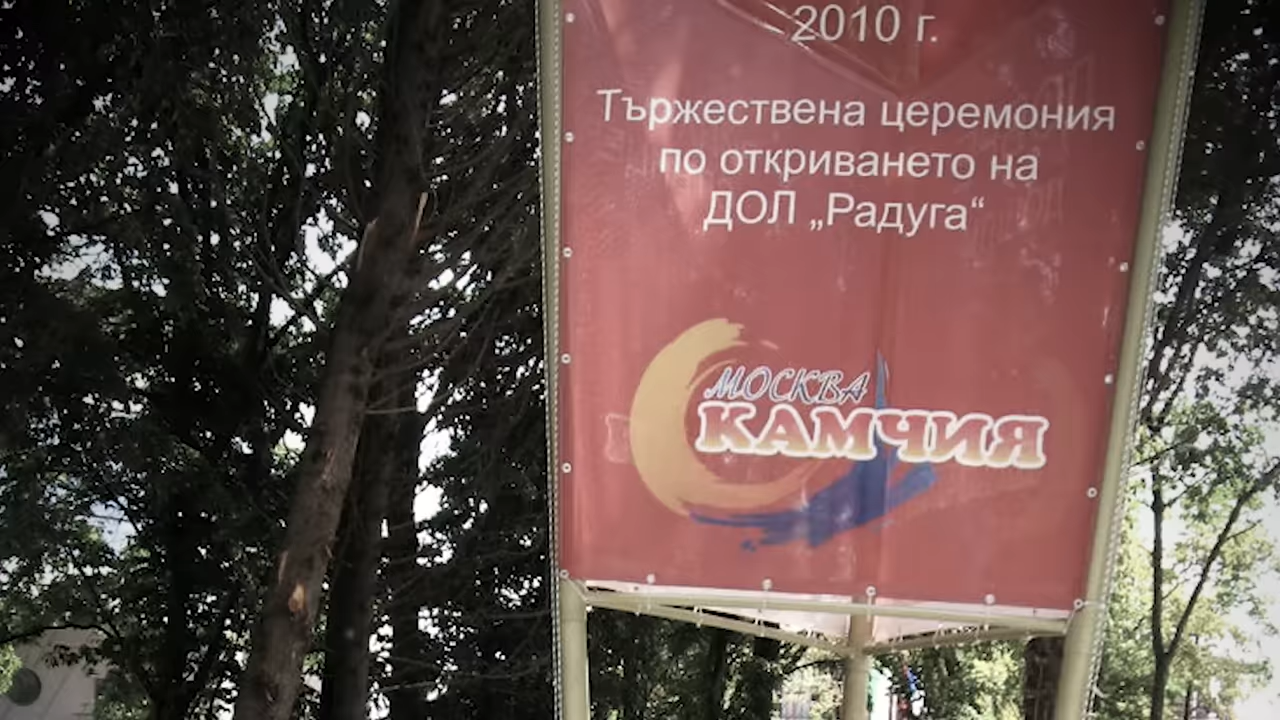 2010 г.
Тържествена церемония
по откриването на
ДОЛ „Радуга“
МОСКВА
КАМЧИЯ